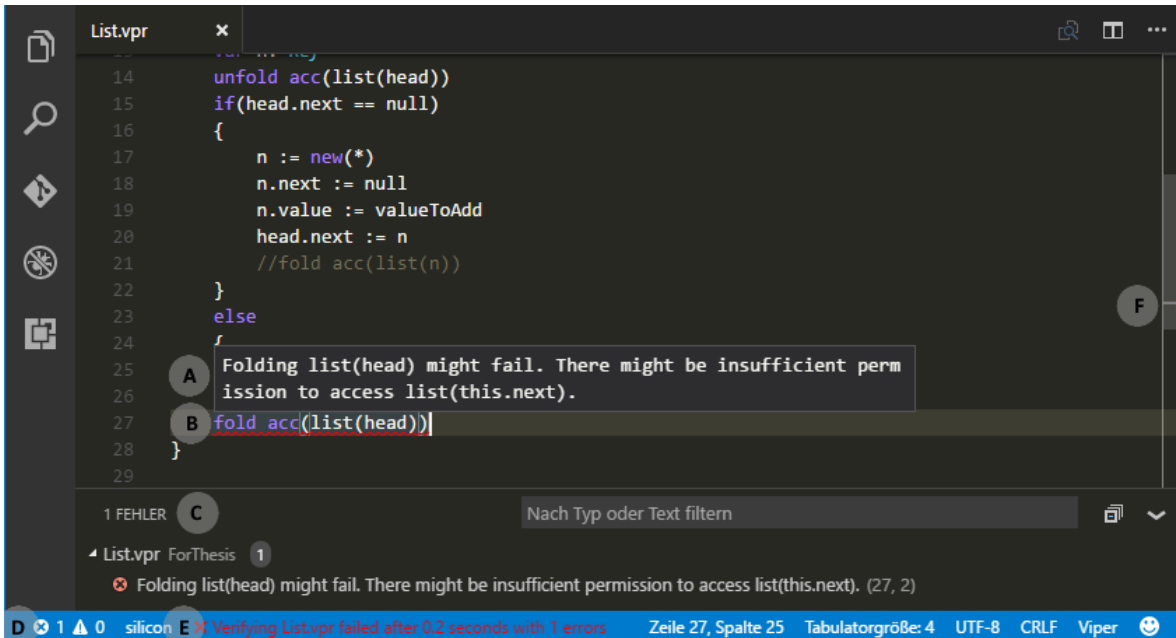 List.vpr ×
14 unfold acc(list(head))
15 if(head.next == null)
16 {
17 n := new(*)
18 n.next := null
19 n.value := valueToAdd
20 head.next := n
21 //fold acc(list(n))
22 }
23 else
24 {
25 Folding list(head) might fail. There might be insufficient perm
A
26 ission to access list(this.next).
27 B fold acc(list(head))
28 }
29
F
1 FEHLER C Nach Typ oder Text filtern
List.vpr ForThesis 1
Folding list(head) might fail. There might be insufficient permission to access list(this.next). (27, 2)
D 1 0 silicon E Verifying List.vpr failed after 0.2 seconds with 1 errors Zeile 27, Spalte 25 Tabulatorgröße: 4 UTF-8 CRLF Viper